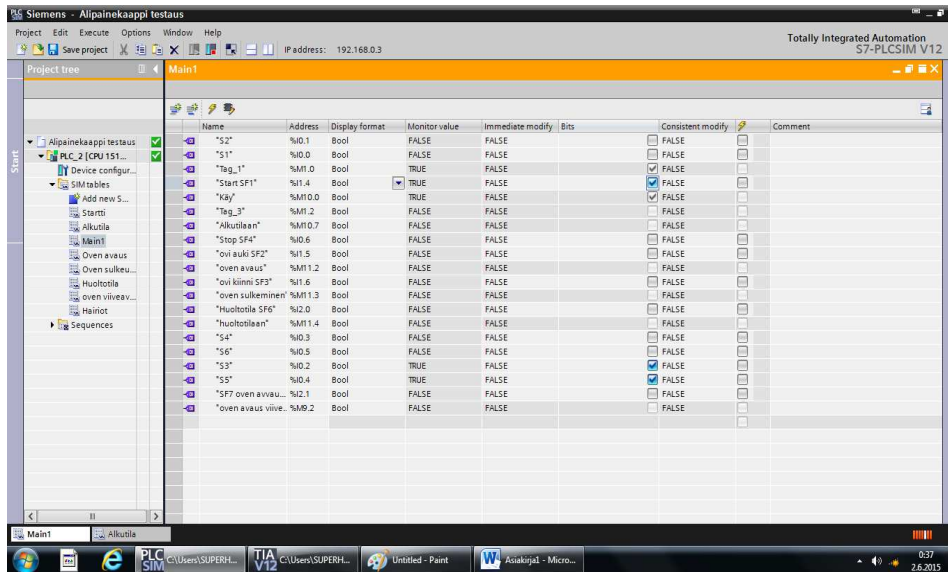 Siemens - Alipainekaappi testaus
Project Edit Execute Options Window Help
Totally Integrated Automation
S7-PLCSIM V12
Save project IP address: 192.168.0.3
Project tree Main1
Name Address Display format Monitor value Immediate modify Bits Consistent modify Comment
"S2" %I0.1 Bool FALSE FALSE FALSE
"S1" %I0.0 Bool FALSE FALSE FALSE
"Tag_1" %M1.0 Bool TRUE FALSE FALSE
"Start SF1" %I1.4 Bool TRUE FALSE FALSE
"Käy" %M10.0 Bool TRUE FALSE FALSE
"Tag_3" %M1.2 Bool FALSE FALSE FALSE
"Alkutilaan" %M10.7 Bool FALSE FALSE FALSE
"Stop SF4" %I0.6 Bool FALSE FALSE FALSE
"ovi auki SF2" %I1.5 Bool FALSE FALSE FALSE
"oven avaus" %M11.2 Bool FALSE FALSE FALSE
"ovi kiinni SF3" %I1.6 Bool FALSE FALSE FALSE
"oven sulkeminen" %M11.3 Bool FALSE FALSE FALSE
"Huoltotila SF6" %I2.0 Bool FALSE FALSE FALSE
"huoltotilaan" %M11.4 Bool FALSE FALSE FALSE
"S4" %I0.3 Bool FALSE FALSE FALSE
"S6" %I0.5 Bool FALSE FALSE FALSE
"S3" %I0.2 Bool TRUE FALSE FALSE
"S5" %I0.4 Bool TRUE FALSE FALSE
"SF7 oven avvau... %I2.1 Bool FALSE FALSE FALSE
"oven avaus viive.. %M9.2 Bool FALSE FALSE FALSE
Start
Alipainekaappi testaus
PLC_2 [CPU 151...
Device configur...
SIM tables
Add new S...
Startti
Alkutila
Main1
Oven avaus
Oven sulkeu...
Huoltotila
oven viiveav...
Hairiot
Sequences
Main1 Alkutila
PLC SIM C:\Users\SUPERH... TIA V12 C:\Users\SUPERH... Untitled - Paint Asiakirja1 - Micro...
0:37
2.6.2015